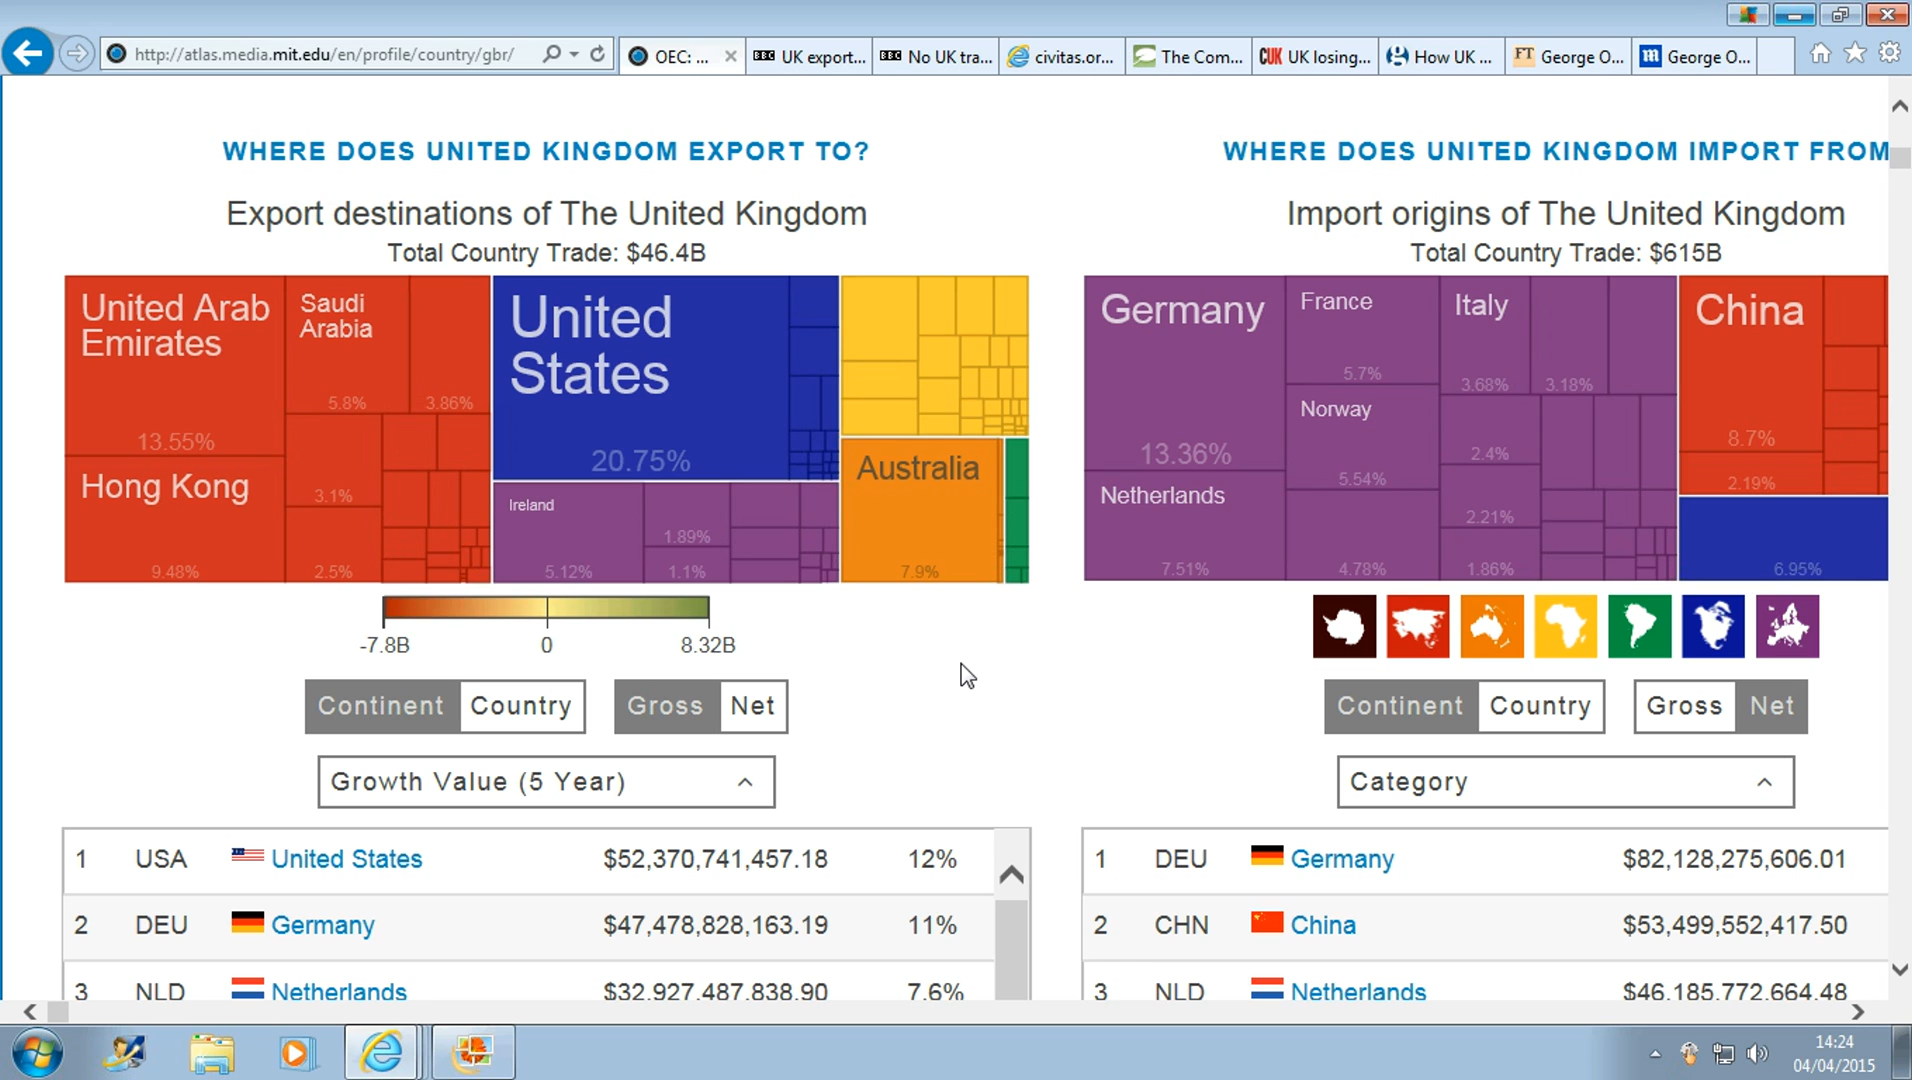 http://atlas.media.mit.edu/en/profile/country/gbr/
OEC: ...
BBC UK export...
BBC No UK tra...
civitas.or...
The Com...
CUK UK losing...
How UK ...
FT George O...
m George O...
WHERE DOES UNITED KINGDOM EXPORT TO?
Export destinations of The United Kingdom
Total Country Trade: $46.4B
United Arab
Emirates
13.55%
Saudi
Arabia
5.8%
3.86%
Hong Kong
9.48%
3.1%
2.5%
United
States
20.75%
Ireland
5.12%
1.89%
1.1%
Australia
7.9%
-7.8B
0
8.32B
Continent
Country
Gross
Net
Growth Value (5 Year)
1 USA United States $52,370,741,457.18 12%
2 DEU Germany $47,478,828,163.19 11%
3 NLD Netherlands $32,927,487,838.90 7.6%
WHERE DOES UNITED KINGDOM IMPORT FROM
Import origins of The United Kingdom
Total Country Trade: $615B
Germany
13.36%
Netherlands
7.51%
France
5.7%
Norway
5.54%
4.78%
Italy
3.68%
3.18%
2.4%
2.21%
1.86%
China
8.7%
2.19%
6.95%
Continent
Country
Gross
Net
Category
1 DEU Germany $82,128,275,606.01
2 CHN China $53,499,552,417.50
3 NLD Netherlands $46,185,772,664.48
14:24
04/04/2015